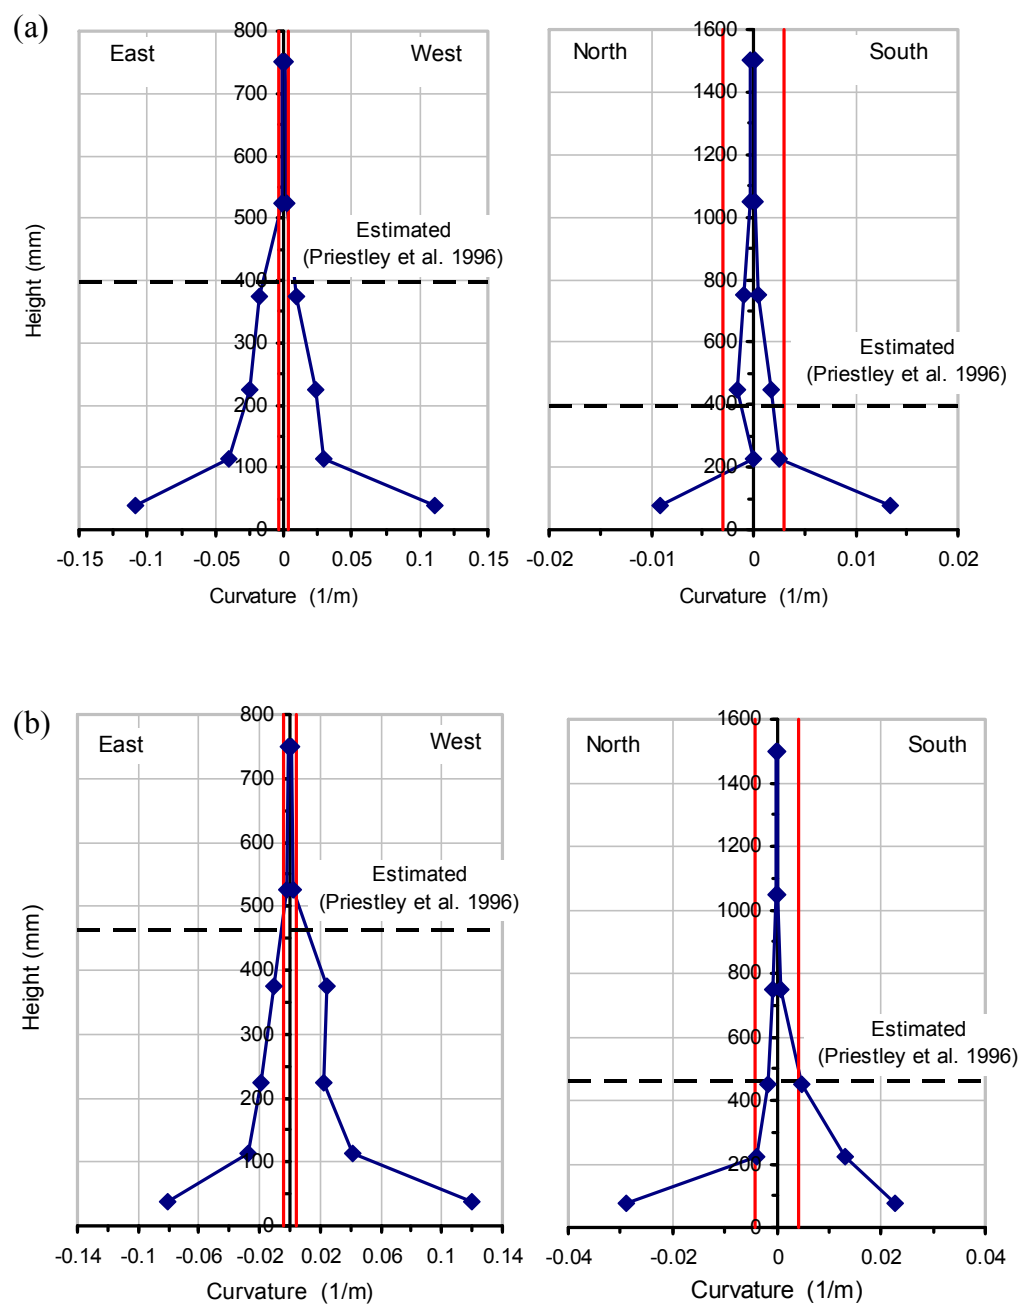 (a)
East
West
Estimated
(Priestley et al. 1996)
Height (mm)
800
700
600
500
400
300
200
100
0
-0.15
-0.1
-0.05
0
0.05
0.1
0.15
Curvature (1/m)
North
South
Estimated
(Priestley et al. 1996)
1600
1400
1200
1000
800
600
400
200
0
-0.02
-0.01
0
0.01
0.02
Curvature (1/m)
(b)
East
West
Estimated
(Priestley et al. 1996)
Height (mm)
800
700
600
500
400
300
200
100
0
-0.14
-0.1
-0.06
-0.02
0.02
0.06
0.1
0.14
Curvature (1/m)
North
South
Estimated
(Priestley et al. 1996)
1600
1400
1200
1000
800
600
400
200
0
-0.04
-0.02
0
0.02
0.04
Curvature (1/m)